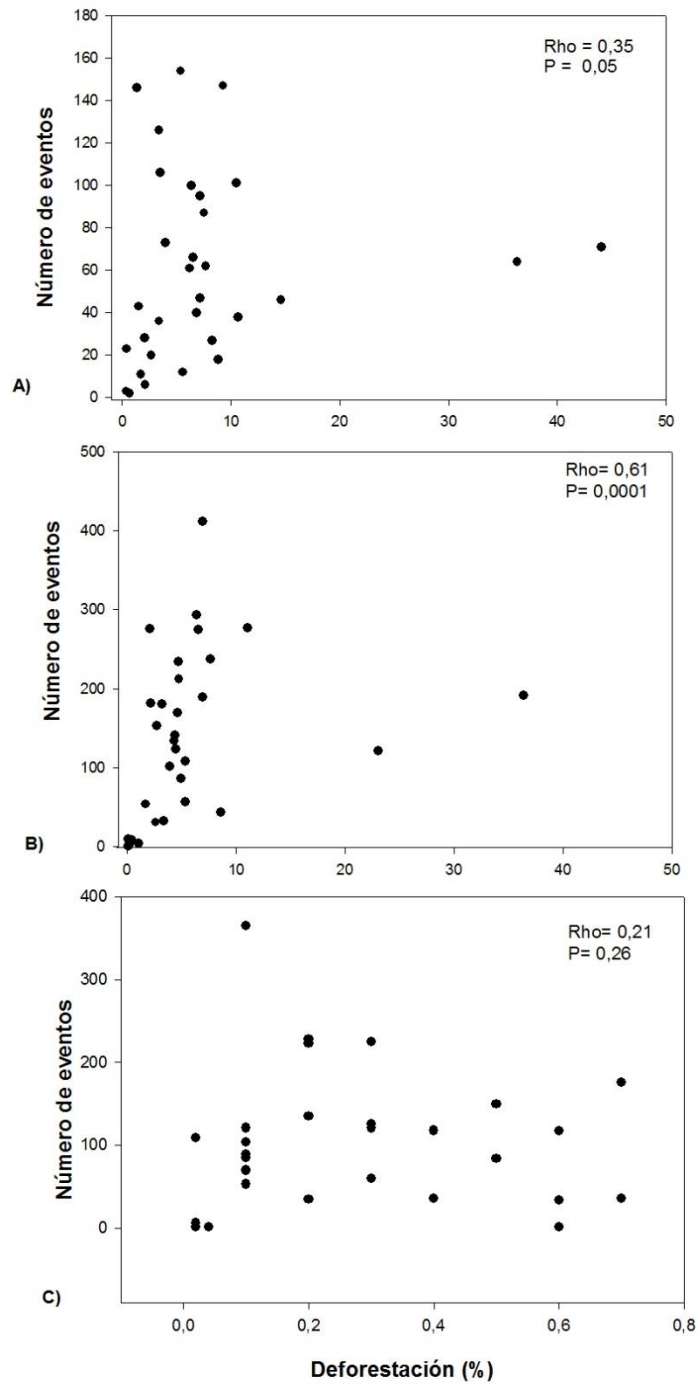 180
160
140
120
100
80
60
40
20
0
Número de eventos
Rho = 0,35
P = 0,05
A)
0 10 20 30 40 50
500
400
300
200
100
0
Número de eventos
Rho= 0,61
P= 0,0001
B)
0 10 20 30 40 50
400
300
200
100
0
Número de eventos
Rho= 0,21
P= 0,26
C)
0,0 0,2 0,4 0,6 0,8
Deforestación (%)